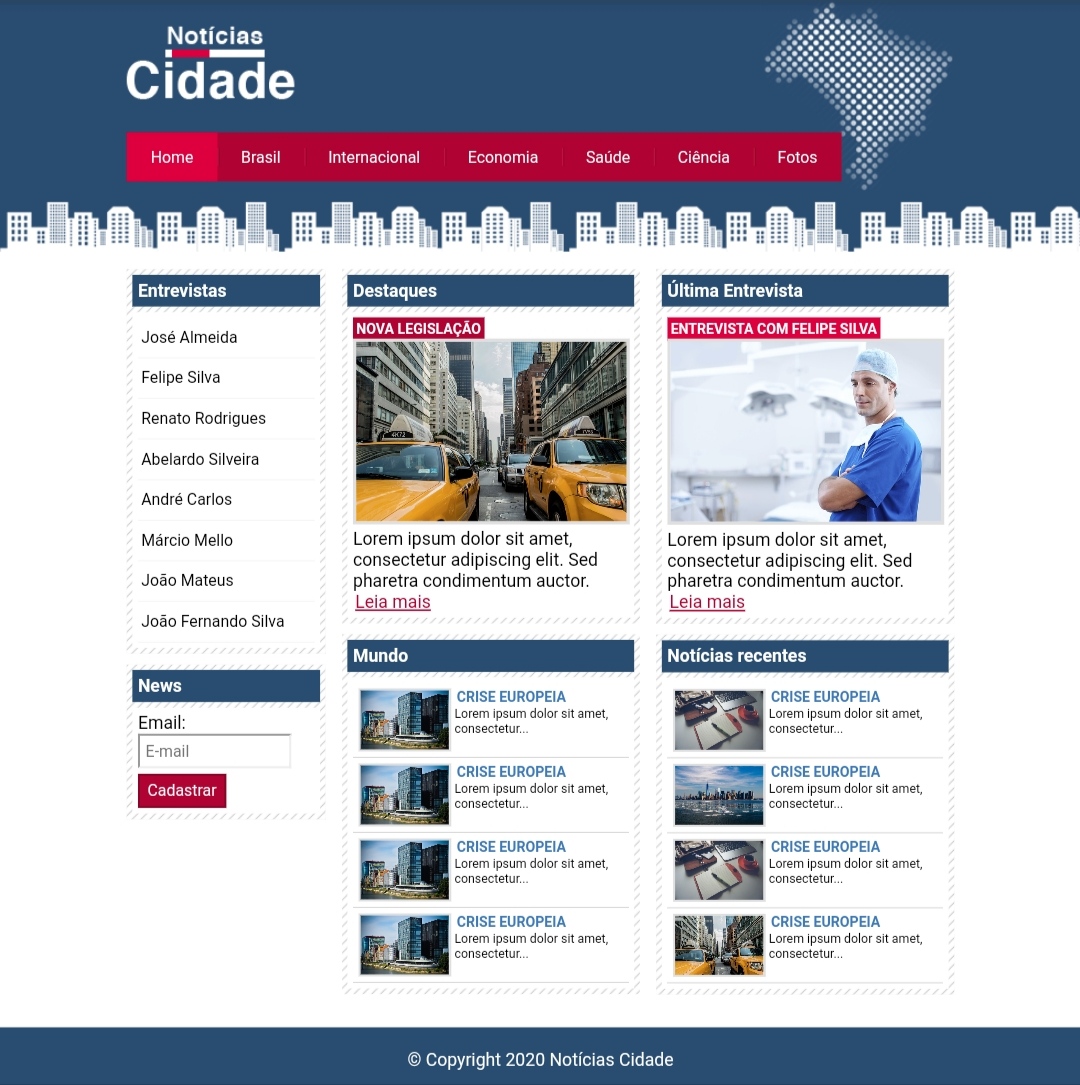 Notícias
Cidade
Home
Brasil
Internacional
Economia
Saúde
Ciência
Fotos
Entrevistas
José Almeida
Felipe Silva
Renato Rodrigues
Abelardo Silveira
André Carlos
Márcio Mello
João Mateus
João Fernando Silva
News
Email:
E-mail
Cadastrar
Destaques
NOVA LEGISLAÇÃO
4K72
Lorem ipsum dolor sit amet,
consectetur adipiscing elit. Sed
pharetra condimentum auctor.
Leia mais
Última Entrevista
ENTREVISTA COM FELIPE SILVA
Lorem ipsum dolor sit amet,
consectetur adipiscing elit. Sed
pharetra condimentum auctor.
Leia mais
Mundo
CRISE EUROPEIA
Lorem ipsum dolor sit amet,
consectetur...
CRISE EUROPEIA
Lorem ipsum dolor sit amet,
consectetur...
CRISE EUROPEIA
Lorem ipsum dolor sit amet,
consectetur...
CRISE EUROPEIA
Lorem ipsum dolor sit amet,
consectetur...
Notícias recentes
CRISE EUROPEIA
Lorem ipsum dolor sit amet,
consectetur...
CRISE EUROPEIA
Lorem ipsum dolor sit amet,
consectetur...
CRISE EUROPEIA
Lorem ipsum dolor sit amet,
consectetur...
CRISE EUROPEIA
Lorem ipsum dolor sit amet,
consectetur...
© Copyright 2020 Notícias Cidade